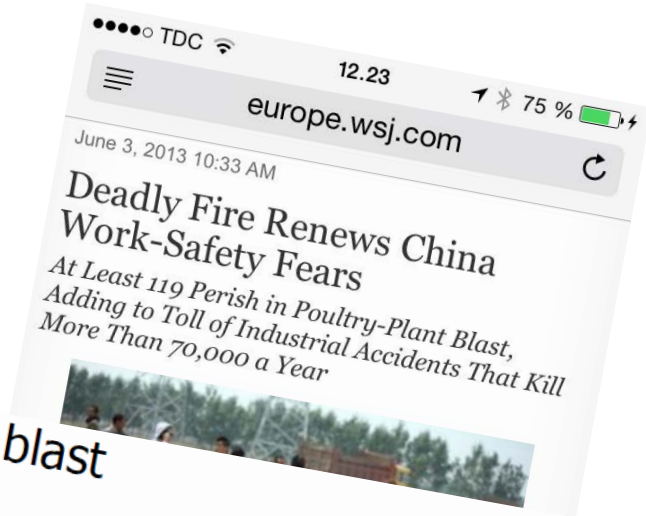 TDC
12.23
75 %
europe.wsj.com
June 3, 2013 10:33 AM
Deadly Fire Renews China
Work-Safety Fears
At Least 119 Perish in Poultry-Plant Blast,
Adding to Toll of Industrial Accidents That Kill
More Than 70,000 a Year
blast